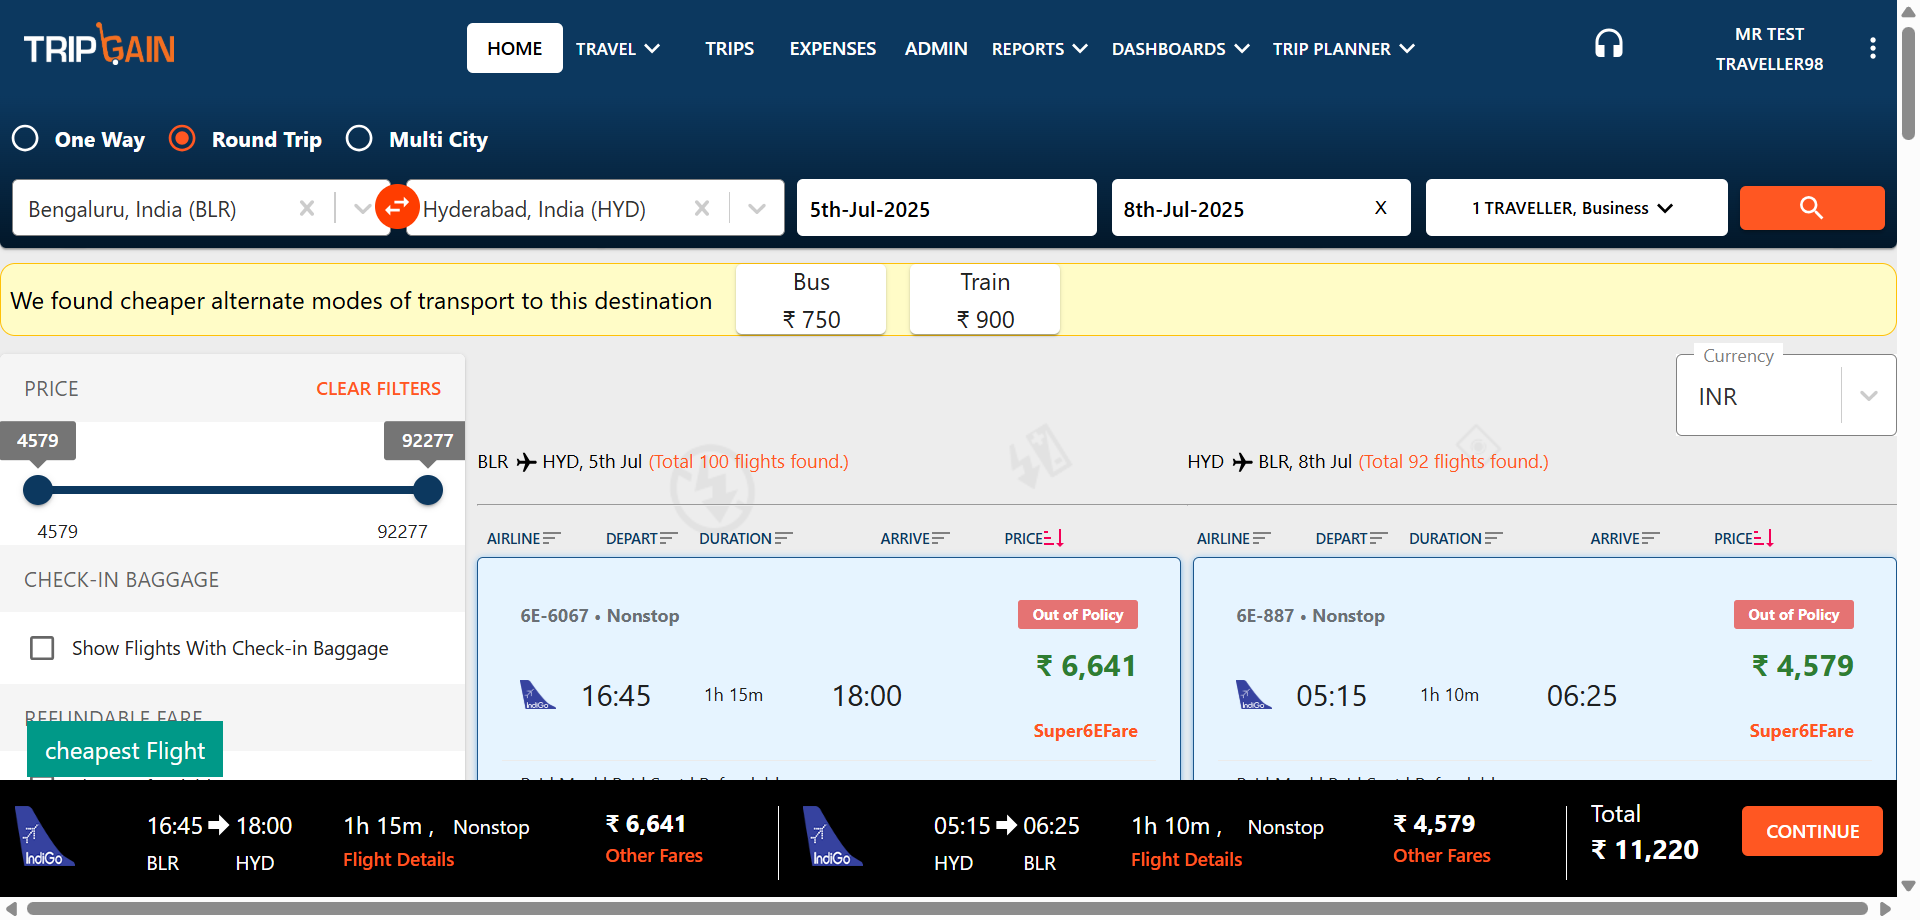 TRIPGAIN
HOME
TRAVEL
TRIPS
EXPENSES
ADMIN
REPORTS
DASHBOARDS
TRIP PLANNER
MR TEST
TRAVELLER98
One Way
Round Trip
Multi City
Bengaluru, India (BLR)
Hyderabad, India (HYD)
5th-Jul-2025
8th-Jul-2025
X
1 TRAVELLER, Business
We found cheaper alternate modes of transport to this destination
Bus
₹ 750
Train
₹ 900
PRICE
CLEAR FILTERS
4579
92277
4579
92277
CHECK-IN BAGGAGE
Show Flights With Check-in Baggage
REFUNDABLE FARE
cheapest Flight
Currency
INR
BLR HYD, 5th Jul (Total 100 flights found.)
AIRLINE
DEPART
DURATION
ARRIVE
PRICE
6E-6067 • Nonstop
Out of Policy
₹ 6,641
IndiGo
16:45
1h 15m
18:00
Super6EFare
HYD BLR, 8th Jul (Total 92 flights found.)
AIRLINE
DEPART
DURATION
ARRIVE
PRICE
6E-887 • Nonstop
Out of Policy
₹ 4,579
IndiGo
05:15
1h 10m
06:25
Super6EFare
IndiGo
16:45 18:00
BLR HYD
1h 15m , Nonstop
Flight Details
₹ 6,641
Other Fares
IndiGo
05:15 06:25
HYD BLR
1h 10m , Nonstop
Flight Details
₹ 4,579
Other Fares
Total
₹ 11,220
CONTINUE